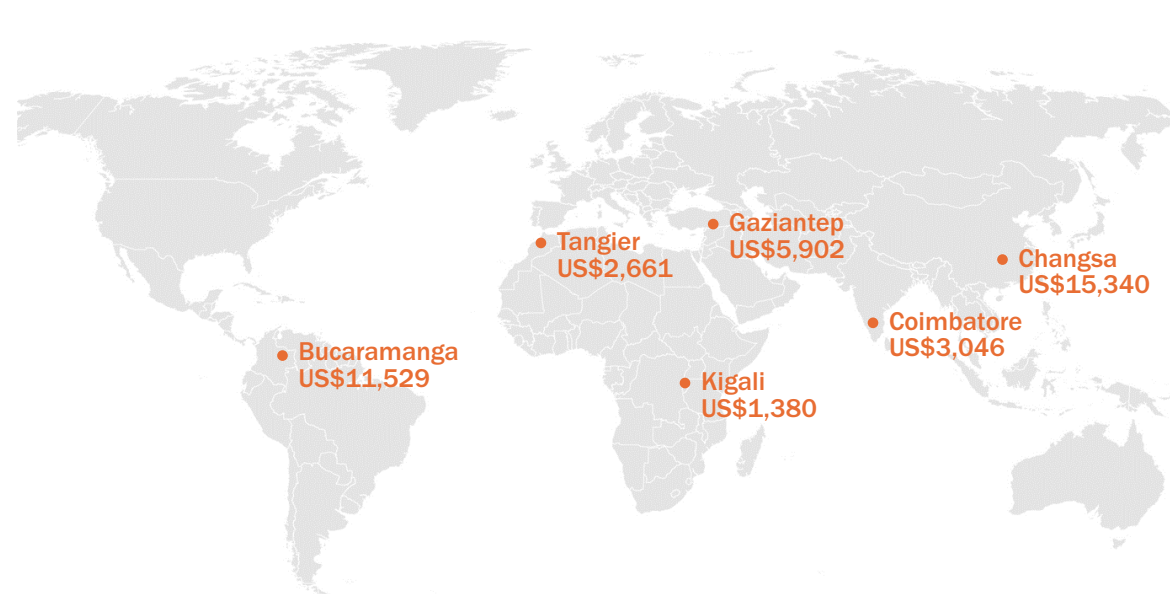 Gaziantep
US$5,902
Tangier
US$2,661
Changsa
US$15,340
Coimbatore
US$3,046
Bucaramanga
US$11,529
Kigali
US$1,380